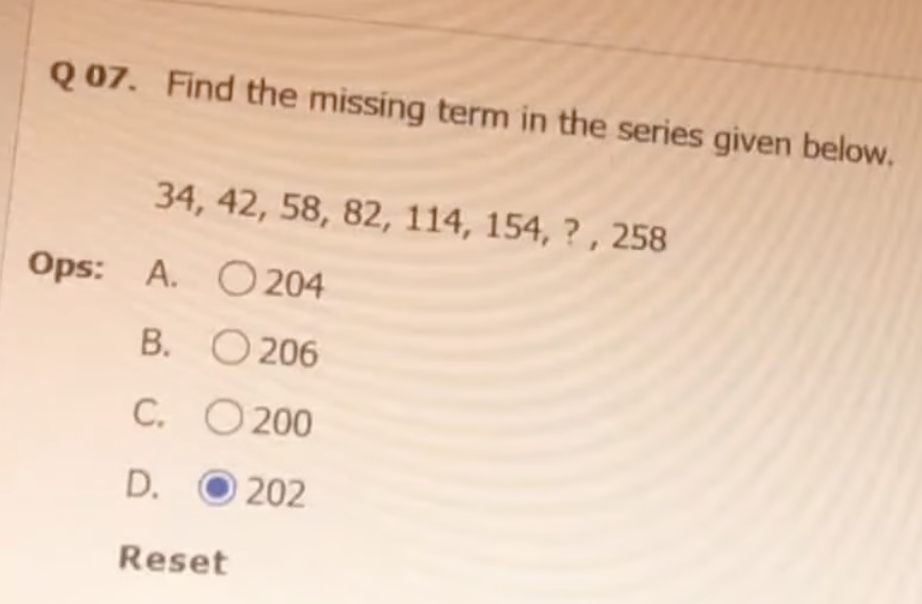 Q 07. Find the missing term in the series given below.
34, 42, 58, 82, 114, 154, ? , 258
Ops: A. 204
B. 206
C. 200
D. 202
Reset